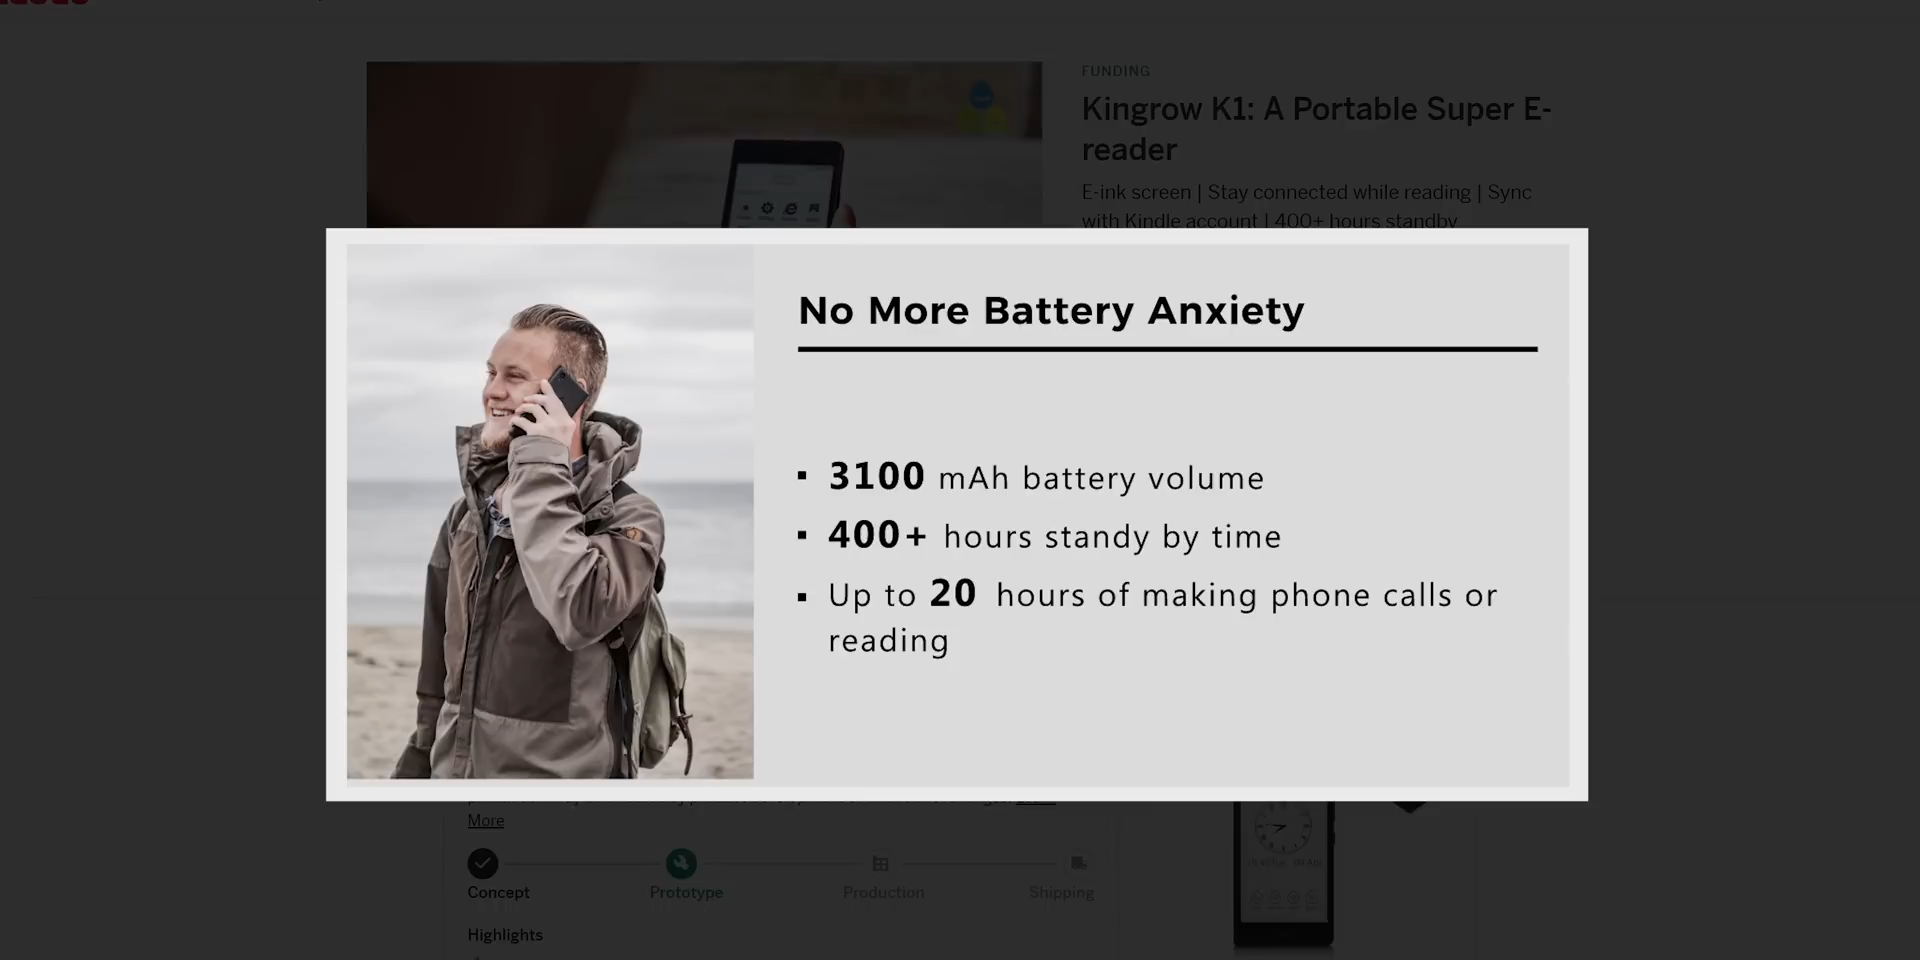 FUNDING
Kingrow K1: A Portable Super E-
reader
E-ink screen | Stay connected while reading | Sync
with Kindle account | 400+ hours standby
No More Battery Anxiety
▪ 3100 mAh battery volume
▪ 400+ hours standy by time
▪ Up to 20 hours of making phone calls or
reading
More
Concept
Prototype
Production
Shipping
Highlights